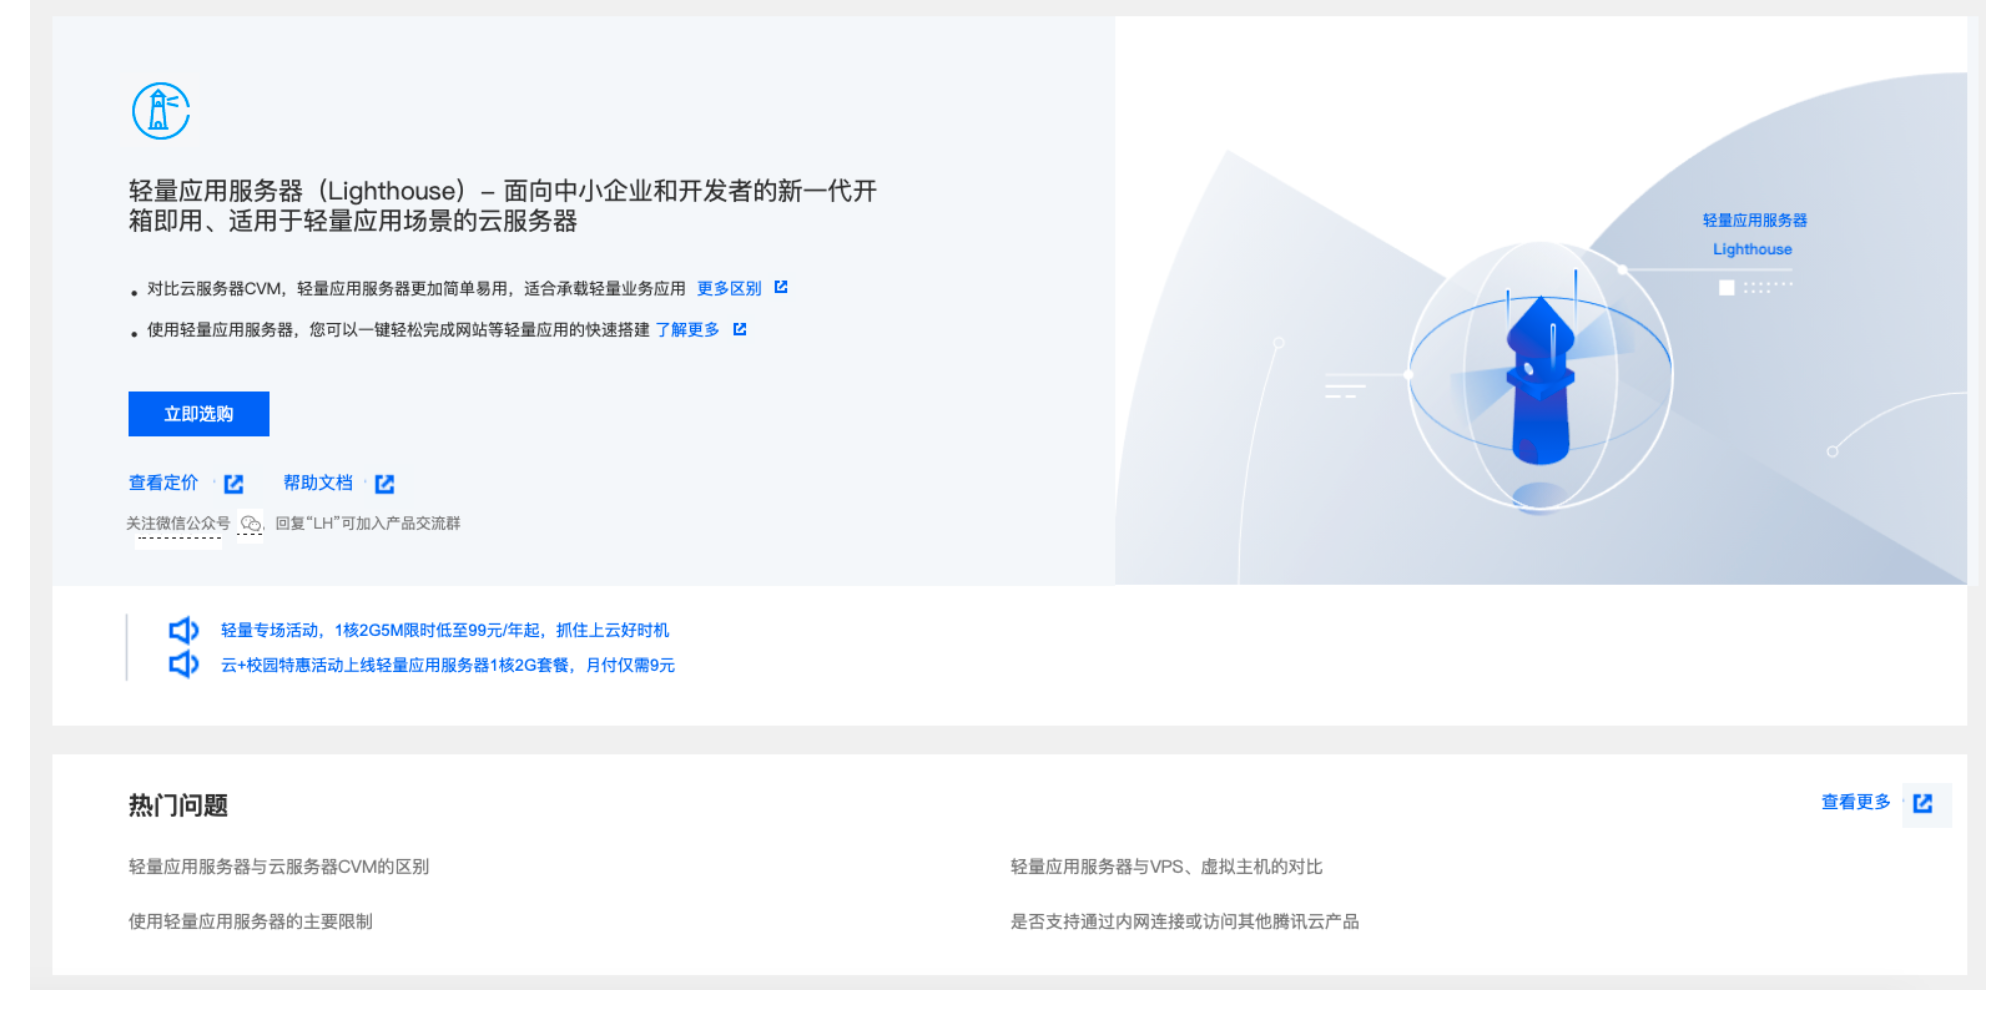 轻量应用服务器（Lighthouse）– 面向中小企业和开发者的新一代开
箱即用、适用于轻量应用场景的云服务器
轻量应用服务器
Lighthouse
• 对比云服务器CVM，轻量应用服务器更加简单易用，适合承载轻量业务应用 更多区别
• 使用轻量应用服务器，您可以一键轻松完成网站等轻量应用的快速搭建 了解更多
立即选购
查看定价 帮助文档
关注微信公众号 ，回复“LH”可加入产品交流群
轻量专场活动，1核2G5M限时低至99元/年起，抓住上云好时机
云+校园特惠活动上线轻量应用服务器1核2G套餐，月付仅需9元
热门问题 查看更多
轻量应用服务器与云服务器CVM的区别 轻量应用服务器与VPS、虚拟主机的对比
使用轻量应用服务器的主要限制 是否支持通过内网连接或访问其他腾讯云产品